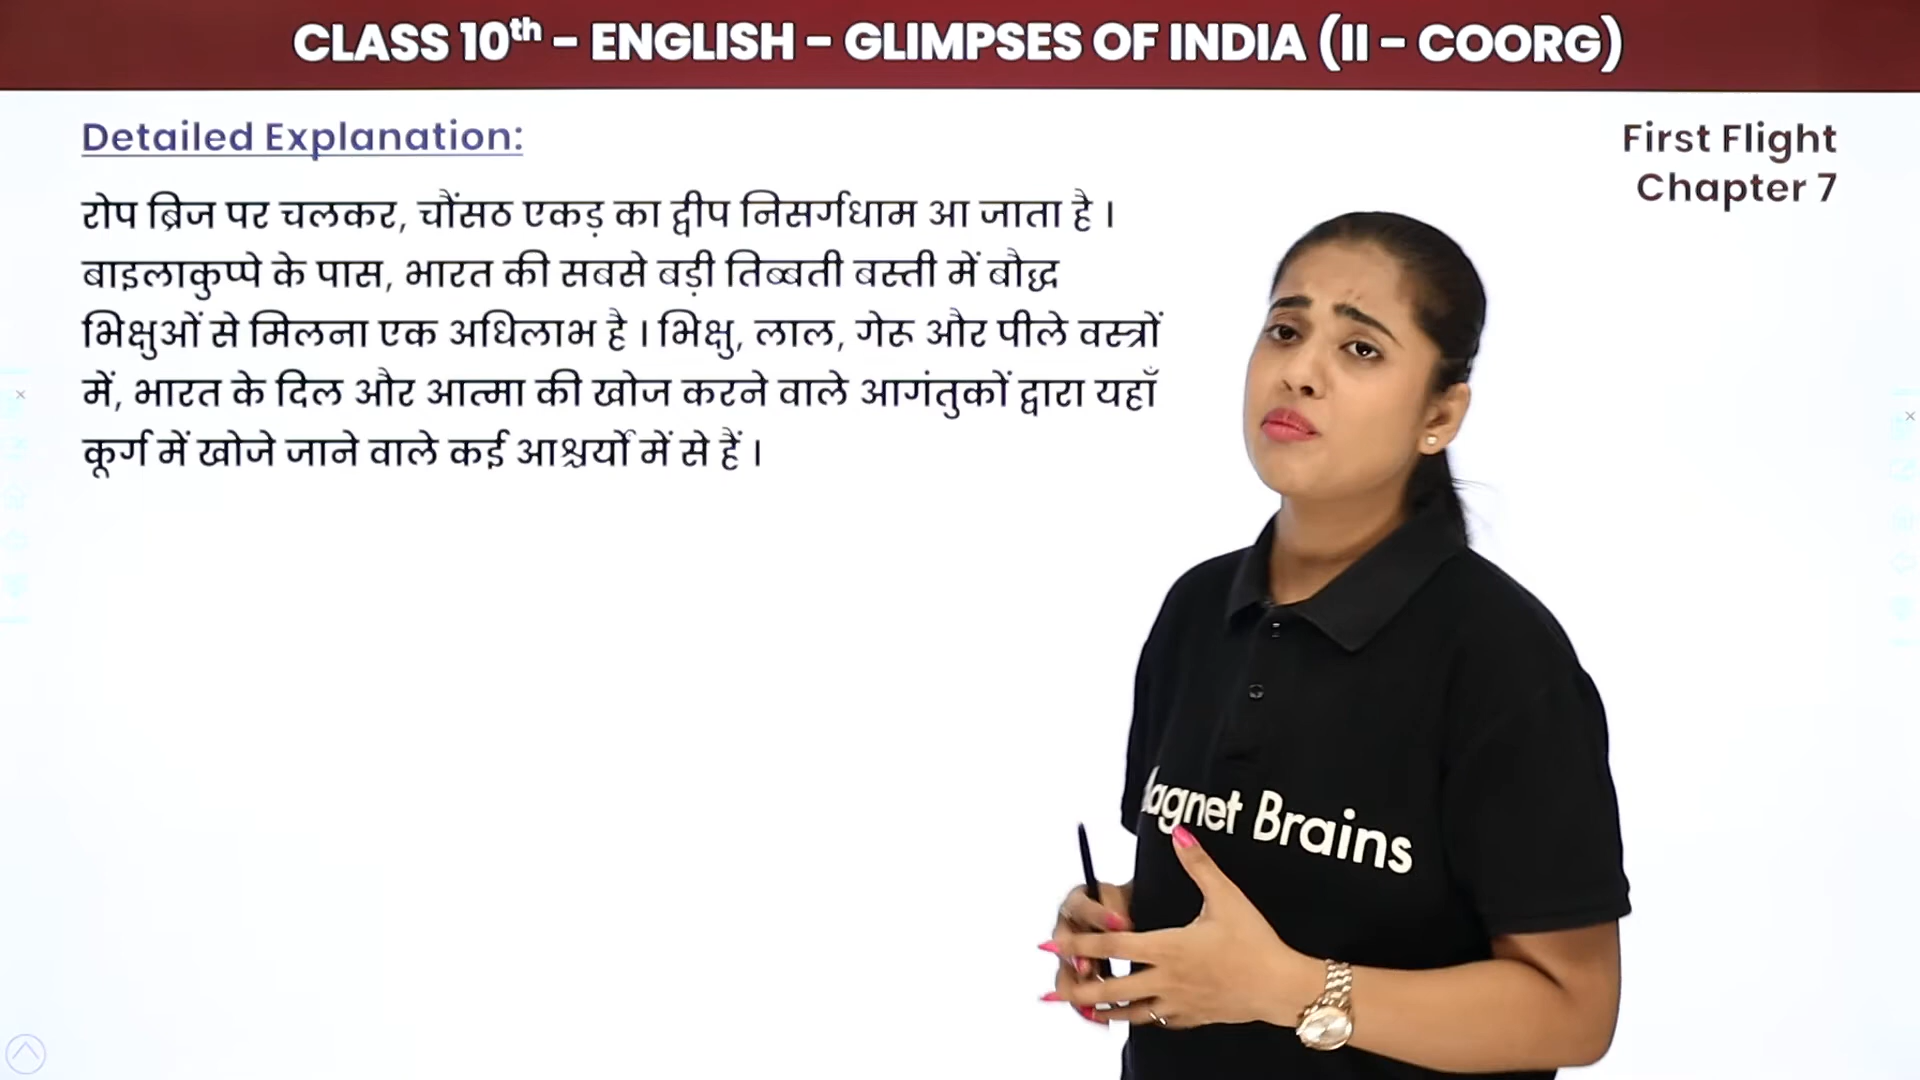 CLASS 10th – ENGLISH – GLIMPSES OF INDIA (II – COORG)
Detailed Explanation:
First Flight
Chapter 7
रोप ब्रिज पर चलकर, चौंसठ एकड़ का द्वीप निसर्गधाम आ जाता है ।
बाइलाकुप्पे के पास, भारत की सबसे बड़ी तिब्बती बस्ती में बौद्ध
भिक्षुओं से मिलना एक अधिलाभ है । भिक्षु, लाल, गेरू और पीले वस्त्रों
में, भारत के दिल और आत्मा की खोज करने वाले आगंतुकों द्वारा यहाँ
कूर्ग में खोजे जाने वाले कई आश्चर्यों में से हैं ।
agnet Brains